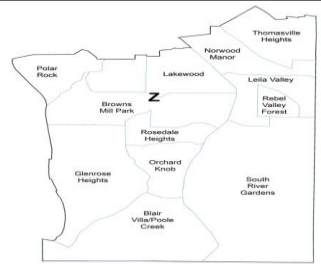 Thomasville
Heights
Norwood
Manor
Polar
Rock
Lakewood
Leila Valley
Z
Browns
Mill Park
Rebel
Valley
Forest
Rosedale
Heights
Orchard
Knob
Glenrose
Heights
South
River
Gardens
Blair
Villa/Poole
Creek